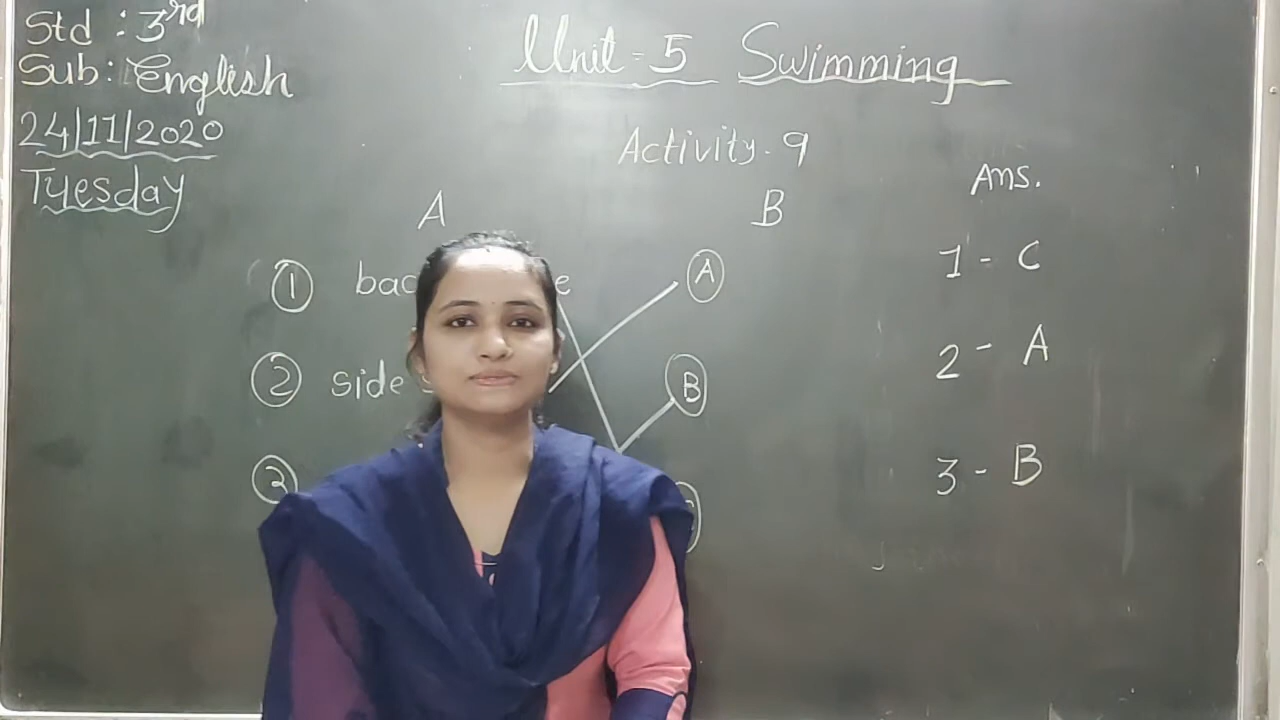 Std : 3rd
Sub: English
24/11/2020
Tuesday
Unit-5 Swimming
Activity. 9
A B Ans.
1 A 1 - C
2 side B 2 - A
3 3 - B